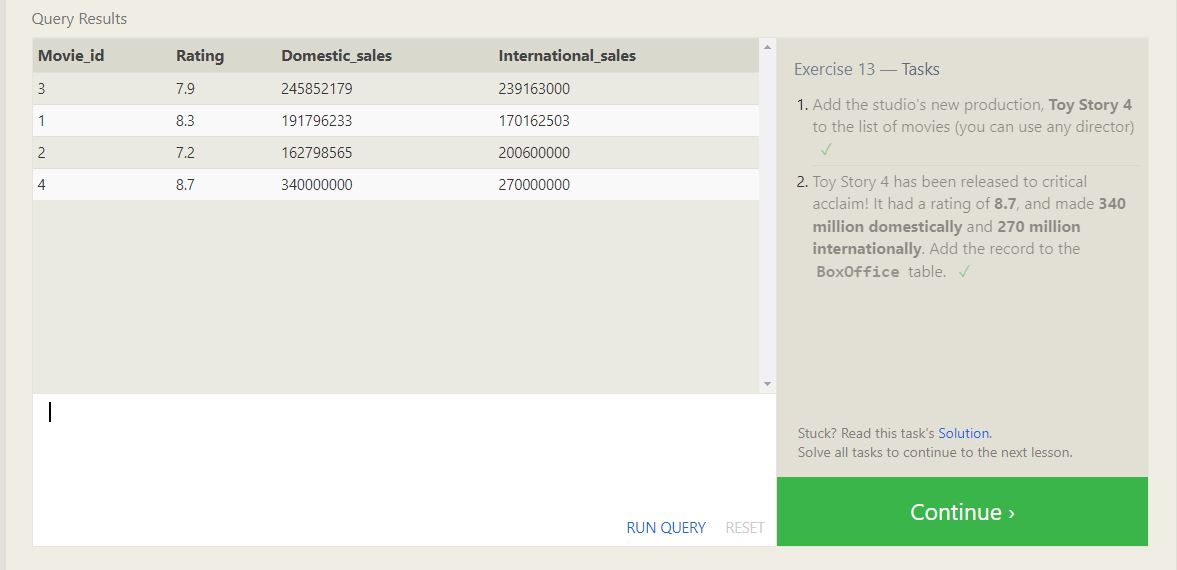 Query Results
Movie_id Rating Domestic_sales International_sales
3 7.9 245852179 239163000
1 8.3 191796233 170162503
2 7.2 162798565 200600000
4 8.7 340000000 270000000
RUN QUERY RESET
Exercise 13 — Tasks
1. Add the studio's new production, Toy Story 4
to the list of movies (you can use any director)
✓
2. Toy Story 4 has been released to critical
acclaim! It had a rating of 8.7, and made 340
million domestically and 270 million
internationally. Add the record to the
BoxOffice table. ✓
Stuck? Read this task's Solution.
Solve all tasks to continue to the next lesson.
Continue ›